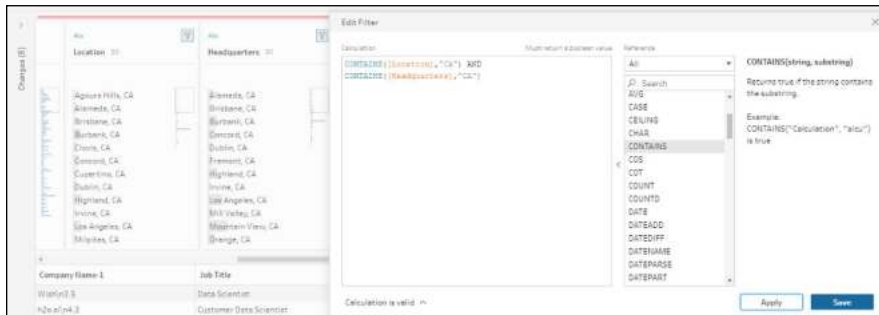 Changes (5)
Abc
Location
Agoura Hills, CA
Alameda, CA
Brisbane, CA
Burbank, CA
Clovis, CA
Concord, CA
Cupertino, CA
Dublin, CA
Highland, CA
Irvine, CA
Los Angeles, CA
Milpitas, CA
Abc
Headquarters
Alameda, CA
Brisbane, CA
Burbank, CA
Concord, CA
Dublin, CA
Fremont, CA
Highland, CA
Irvine, CA
Los Angeles, CA
Mill Valley, CA
Mountain View, CA
Orange, CA
Company Name-1
Job Title
Data Scientist
Customer Data Scientist
Edit Filter
Calculation
Must return a boolean value
CONTAINS([Location],"CA") AND
CONTAINS([Headquarters],"CA")
Calculation is valid
Reference
All
Search
AVG
CASE
CEILING
CHAR
CONTAINS
COS
COT
COUNT
COUNTD
DATE
DATEADD
DATEDIFF
DATENAME
DATEPARSE
DATEPART
CONTAINS(string, substring)
Returns true if the string contains
the substring.
Example:
CONTAINS("Calculation", "alcu")
is true
Apply
Save